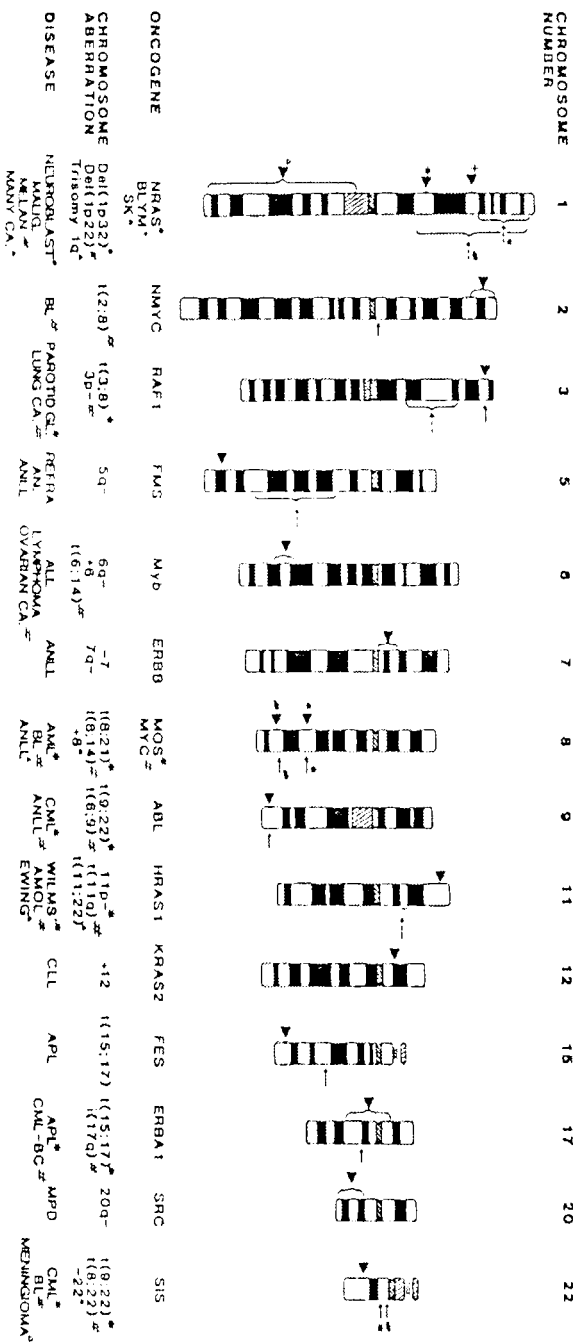 CHROMOSOME
NUMBER 1 2 3 5 6 7 8 9 11 12 15 17 20 22
ONCOGENE NRAS* NMYC RAF1 FMS Myb ERBB MOS* ABL HRAS1 KRAS2 FES ERBA1 SRC SIS
BLYM+ MYC#
SK^
CHROMOSOME Del(1p32)* t(2;8)# t(3;8)* 5q- 6q- -7 t(8;21)* t(9;22)* 11p-* +12 t(15;17) t(15;17)* 20q- t(9;22)*
ABERRATION Del(1p22)# 3p-# +6 7q- t(8;14)# t(6;9)# t(11q)# i(17q)# t(8;22)#
Trisomy 1q^ t(6;14)# +8^ t(11;22)^ -22^
DISEASE NEUROBLAST* BL# PAROTID GL* REFRA ALL ANLL AML* CML* WILMS* CLL APL APL* MPD CML*
MALIG LUNG CA.# AN. LYMPHOMA BL# ANLL# AMOL# CML-BC# BL#
MELAN# ANLL OVARIAN CA.# ANLL^ EWING^ MENINGIOMA^
MANY CA.^